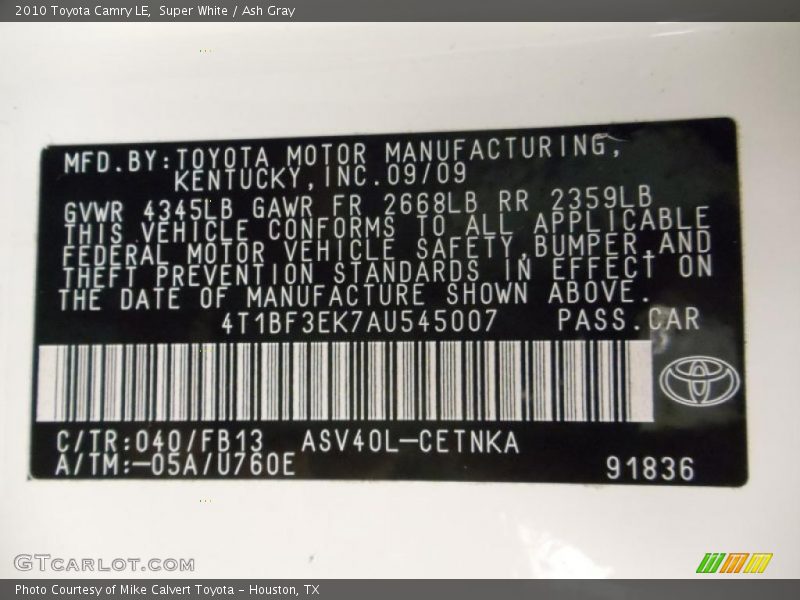 2010 Toyota Camry LE,  Super White / Ash Gray
MFD.BY:TOYOTA MOTOR MANUFACTURING,
KENTUCKY,INC.09/09
GVWR 4345LB GAWR FR 2668LB RR 2359LB
THIS VEHICLE CONFORMS TO ALL APPLICABLE
FEDERAL MOTOR VEHICLE SAFETY,BUMPER,AND
THEFT PREVENTION STANDARDS IN EFFECT ON
THE DATE OF MANUFACTURE SHOWN ABOVE.
4T1BF3EK7AU545007 PASS.CAR
C/TR:040/FB13 ASV40L-CETNKA
A/TM:-05A/U760E
91836
GTCARLOT.COM
Photo Courtesy of Mike Calvert Toyota - Houston, TX